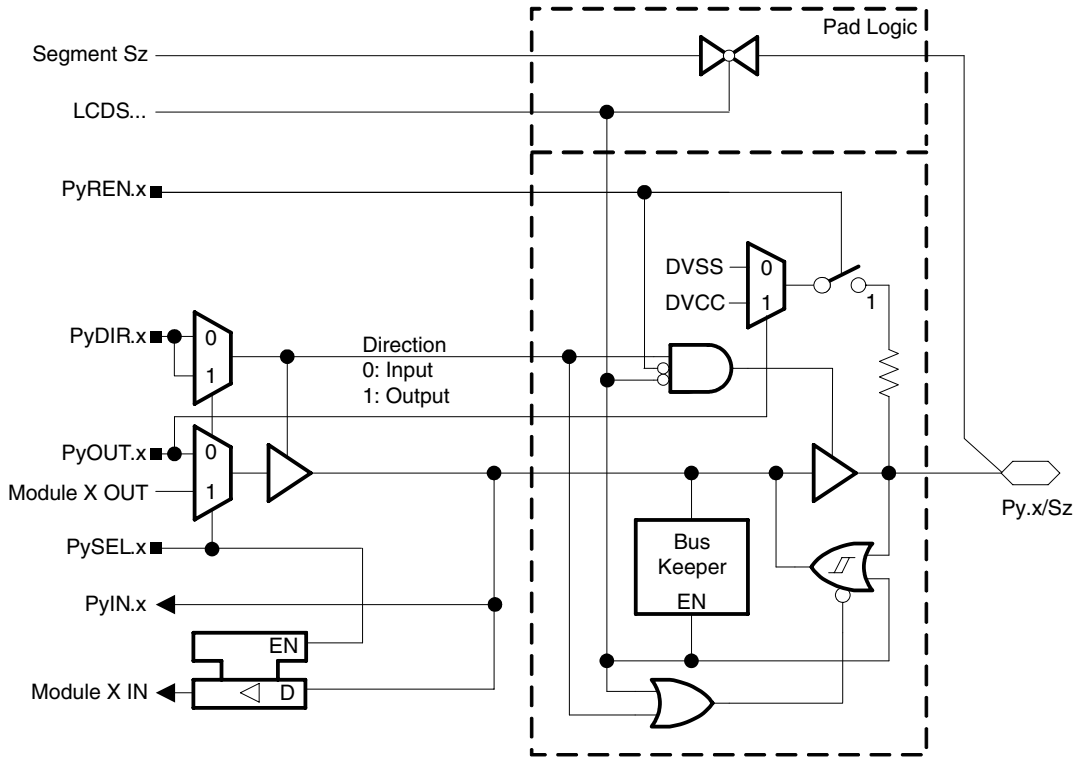 Pad Logic
Segment Sz
LCDS...
PyREN.x
DVSS
0
DVCC
1
1
PyDIR.x
0
1
Direction
0: Input
1: Output
PyOUT.x
0
Module X OUT
1
Py.x/Sz
PySEL.x
Bus
Keeper
EN
PyIN.x
EN
Module X IN
D